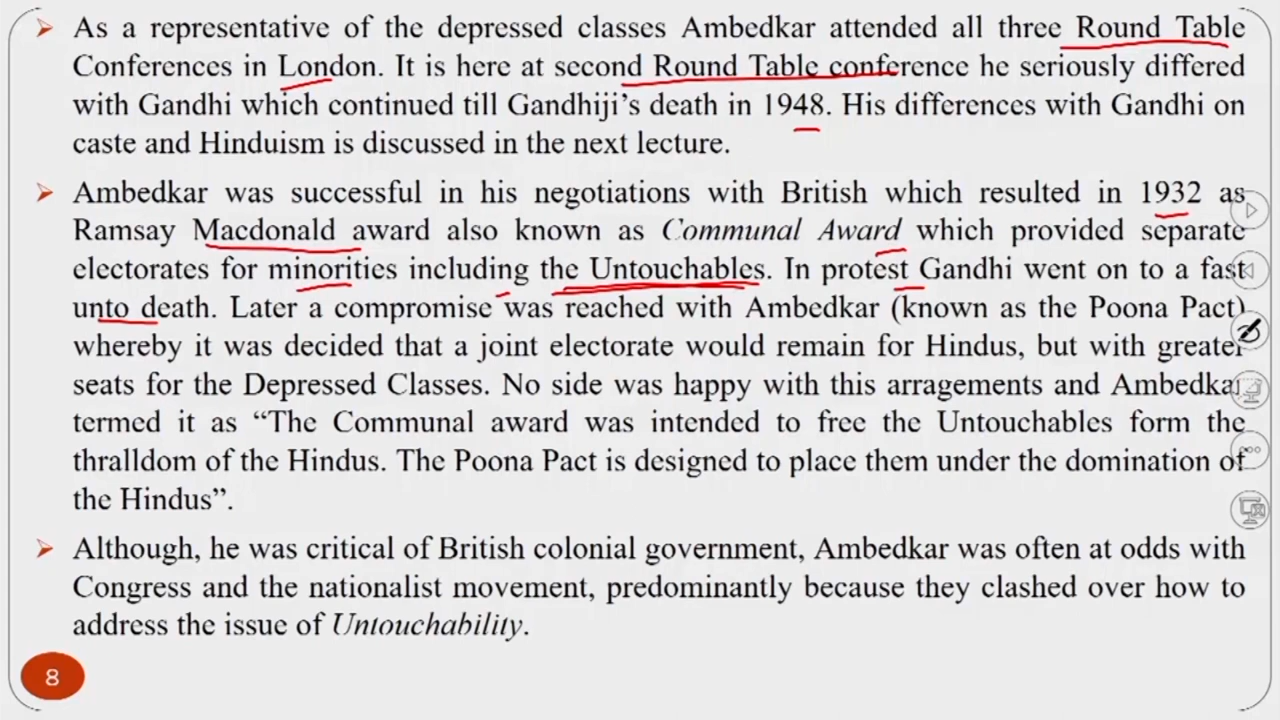 As a representative of the depressed classes Ambedkar attended all three Round Table
Conferences in London. It is here at second Round Table conference he seriously differed
with Gandhi which continued till Gandhiji’s death in 1948. His differences with Gandhi on
caste and Hinduism is discussed in the next lecture.
Ambedkar was successful in his negotiations with British which resulted in 1932 as
Ramsay Macdonald award also known as Communal Award which provided separate
electorates for minorities including the Untouchables. In protest Gandhi went on to a fast
unto death. Later a compromise was reached with Ambedkar (known as the Poona Pact)
whereby it was decided that a joint electorate would remain for Hindus, but with greater
seats for the Depressed Classes. No side was happy with this arragements and Ambedkar
termed it as “The Communal award was intended to free the Untouchables form the
thralldom of the Hindus. The Poona Pact is designed to place them under the domination of
the Hindus”.
Although, he was critical of British colonial government, Ambedkar was often at odds with
Congress and the nationalist movement, predominantly because they clashed over how to
address the issue of Untouchability.
8